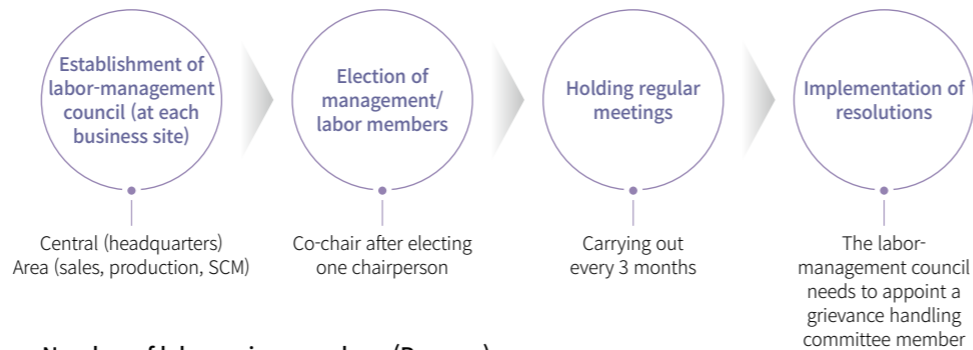 Establishment of
labor-management
council (at each
business site)
Election of
management/
labor members
Holding regular
meetings
Implementation of
resolutions
Central (headquarters)
Area (sales, production, SCM)
Co-chair after electing
one chairperson
Carrying out
every 3 months
The labor-
management council
needs to appoint a
grievance handling
committee member